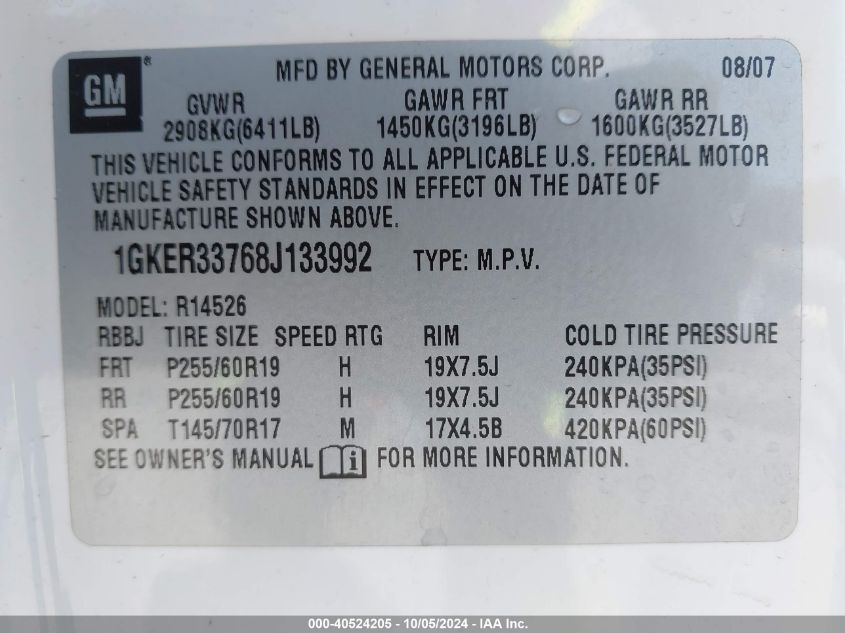 GM ® MFD BY GENERAL MOTORS CORP. 08/07
GVWR GAWR FRT GAWR RR
2908KG(6411LB) 1450KG(3196LB) 1600KG(3527LB)
THIS VEHICLE CONFORMS TO ALL APPLICABLE U.S. FEDERAL MOTOR
VEHICLE SAFETY STANDARDS IN EFFECT ON THE DATE OF
MANUFACTURE SHOWN ABOVE.
1GKER33768J133992 TYPE: M.P.V.
MODEL: R14526
RBBJ TIRE SIZE SPEED RTG RIM COLD TIRE PRESSURE
FRT P255/60R19 H 19X7.5J 240KPA(35PSI)
RR P255/60R19 H 19X7.5J 240KPA(35PSI)
SPA T145/70R17 M 17X4.5B 420KPA(60PSI)
SEE OWNER'S MANUAL i FOR MORE INFORMATION.
000-40524205 - 10/05/2024 - IAA Inc.